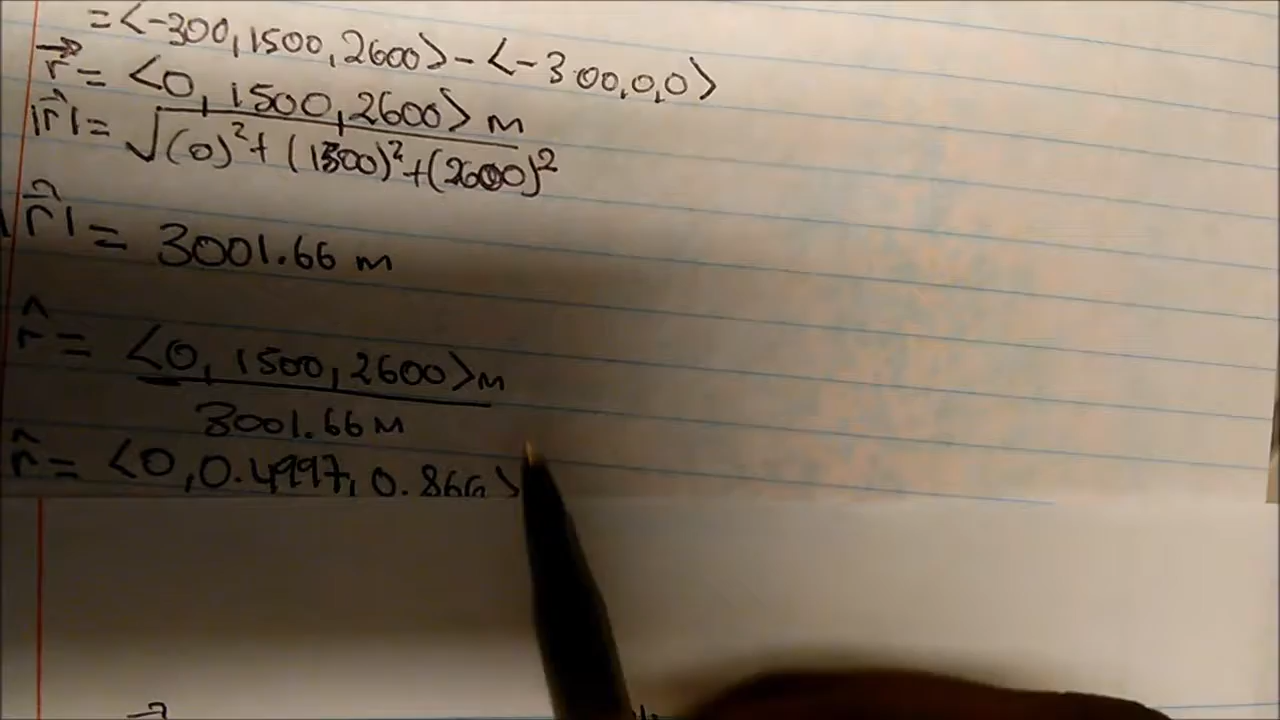 =<-300,1500,2600>-<-300,0,0>
r⃗ = <0,1500,2600> m
|r⃗| = √(0)²+(1500)²+(2600)²
|r⃗| = 3001.66 m
r̂ = <0,1500,2600>m
3001.66 m
r̂ = <0,0.4997,0.866>